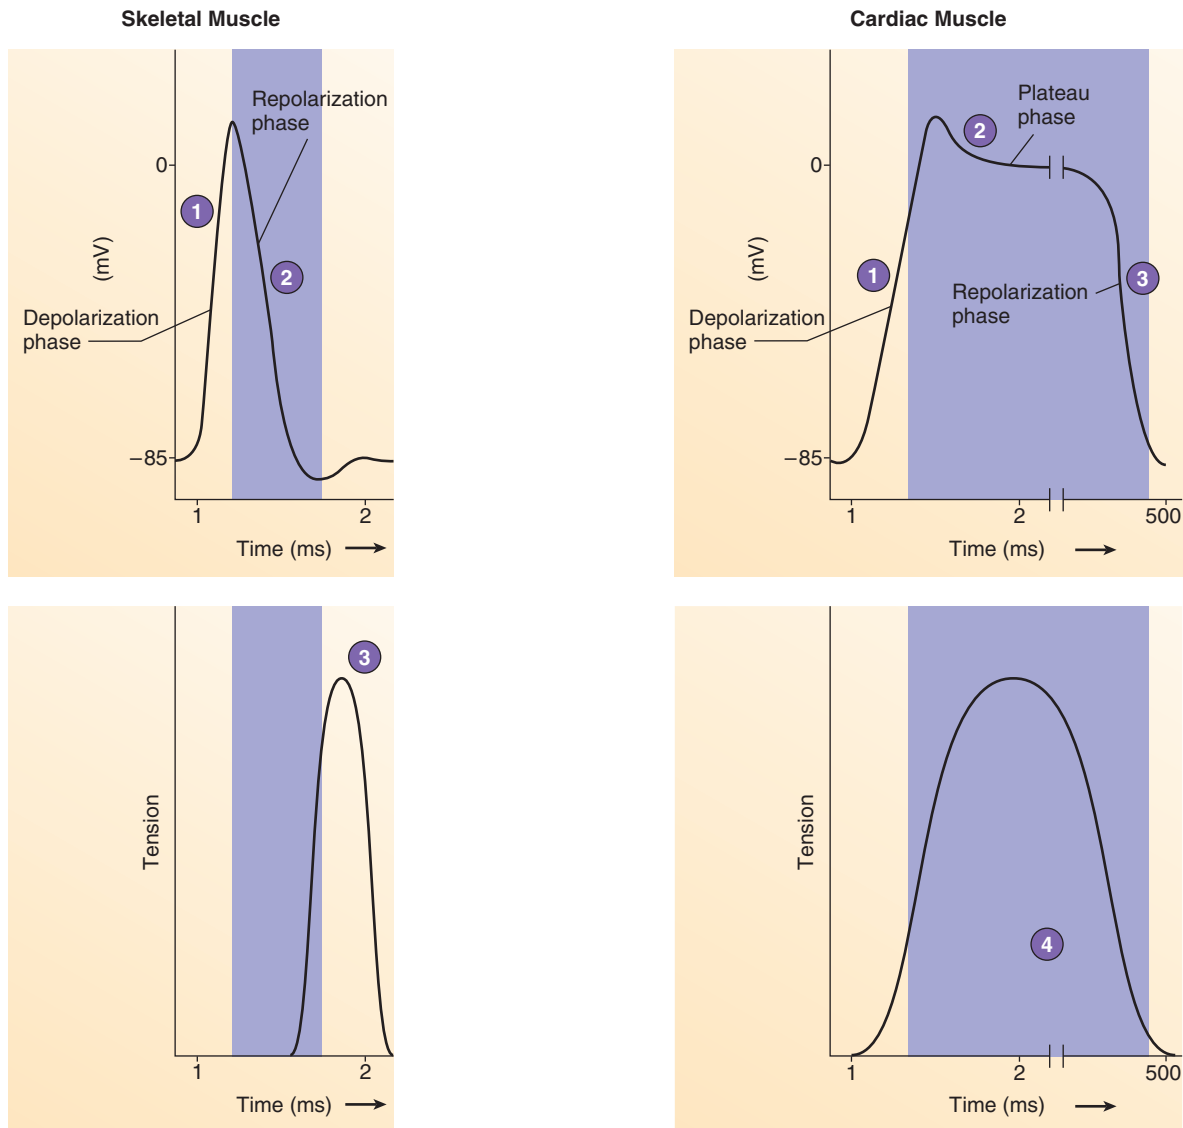 Skeletal Muscle
Repolarization
phase
0
1
(mV)
2
Depolarization
phase
–85
1
2
Time (ms)
3
Tension
1
2
Time (ms)
Cardiac Muscle
Plateau
phase
2
0
(mV)
1
3
Repolarization
phase
Depolarization
phase
–85
1
2
500
Time (ms)
Tension
4
1
2
500
Time (ms)